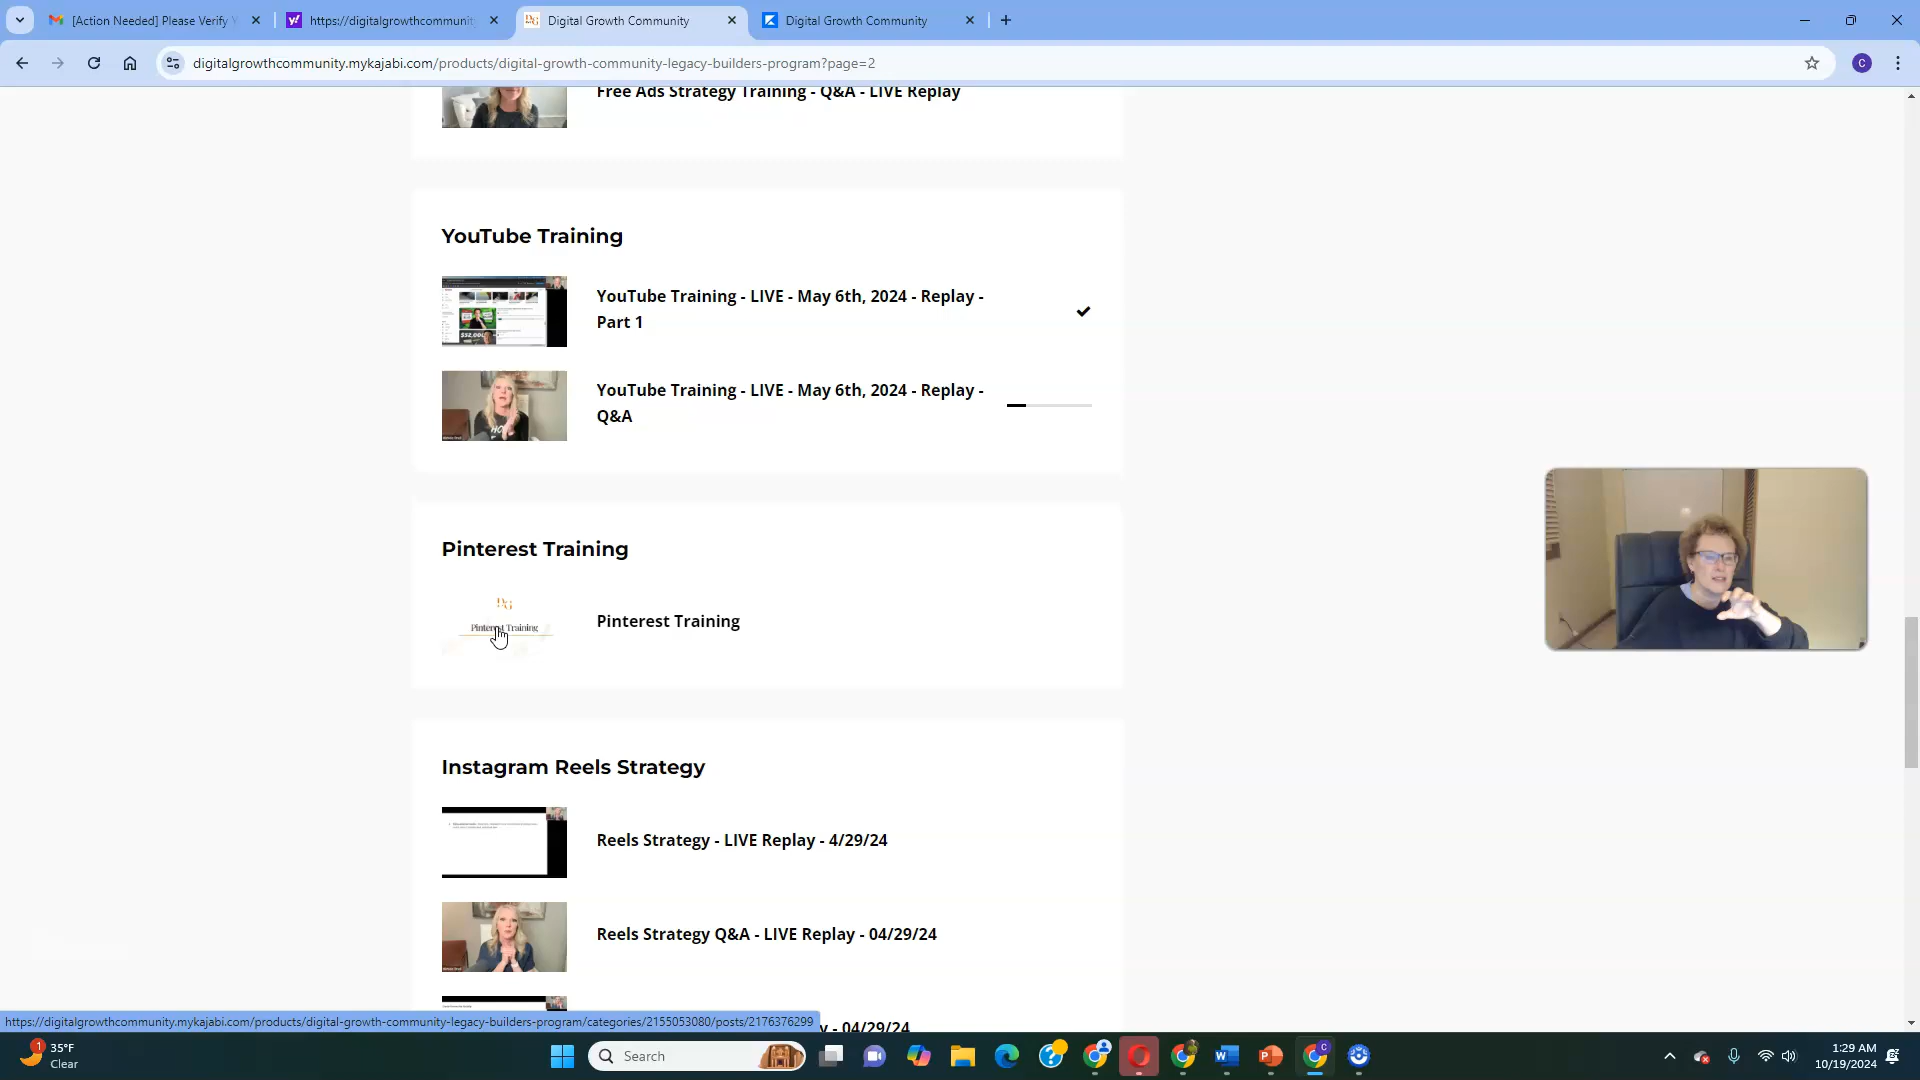 [Action Needed] Please Verify
https://digitalgrowthcommunit
Digital Growth Community
Digital Growth Community
digitalgrowthcommunity.mykajabi.com/products/digital-growth-community-legacy-builders-program?page=2
C
Free Ads Strategy Training - Q&A - LIVE Replay
YouTube Training
YouTube Training - LIVE - May 6th, 2024 - Replay -
Part 1
YouTube Training - LIVE - May 6th, 2024 - Replay -
Q&A
Pinterest Training
DG
Pinterest Training
Pinterest Training
Instagram Reels Strategy
Reels Strategy - LIVE Replay - 4/29/24
Reels Strategy Q&A - LIVE Replay - 04/29/24
y - 04/29/24
https://digitalgrowthcommunity.mykajabi.com/products/digital-growth-community-legacy-builders-program/categories/2155053080/posts/2176376299
1
35°F
Clear
Search
1:29 AM
10/19/2024